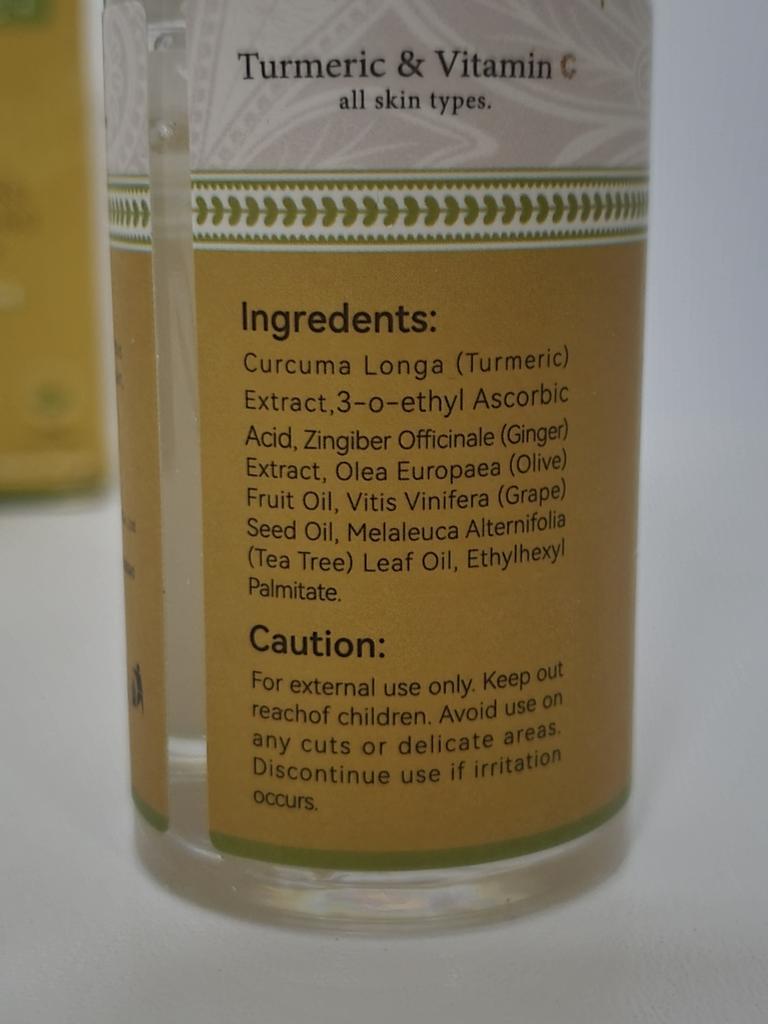 Turmeric & Vitamin C
all skin types.
Ingredents:
Curcuma Longa (Turmeric)
Extract,3-o-ethyl Ascorbic
Acid, Zingiber Officinale (Ginger)
Extract, Olea Europaea (Olive)
Fruit Oil, Vitis Vinifera (Grape)
Seed Oil, Melaleuca Alternifolia
(Tea Tree) Leaf Oil, Ethylhexyl
Palmitate.
Caution:
For external use only. Keep out
reachof children. Avoid use on
any cuts or delicate areas.
Discontinue use if irritation
occurs.